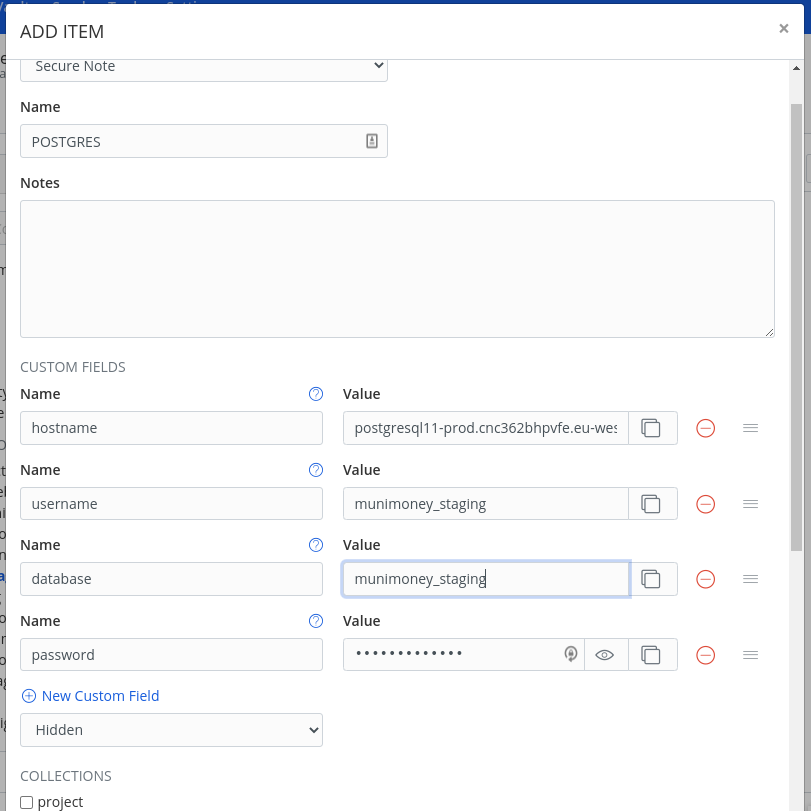 ADD ITEM
×
Secure Note
Name
POSTGRES
Notes
CUSTOM FIELDS
Name Value
hostname postgresql11-prod.cnc362bhpvfe.eu-wes
Name Value
username munimoney_staging
Name Value
database munimoney_staging
Name Value
password •••••••••••••
New Custom Field
Hidden
COLLECTIONS
project